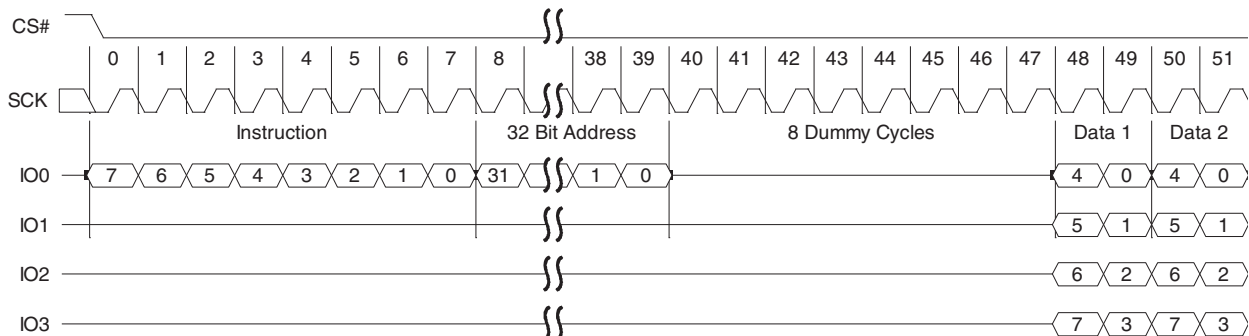 CS#
0 1 2 3 4 5 6 7 8 38 39 40 41 42 43 44 45 46 47 48 49 50 51
SCK
Instruction 32 Bit Address 8 Dummy Cycles Data 1 Data 2
IO0 7 6 5 4 3 2 1 0 31 1 0 4 0 4 0
IO1 5 1 5 1
IO2 6 2 6 2
IO3 7 3 7 3